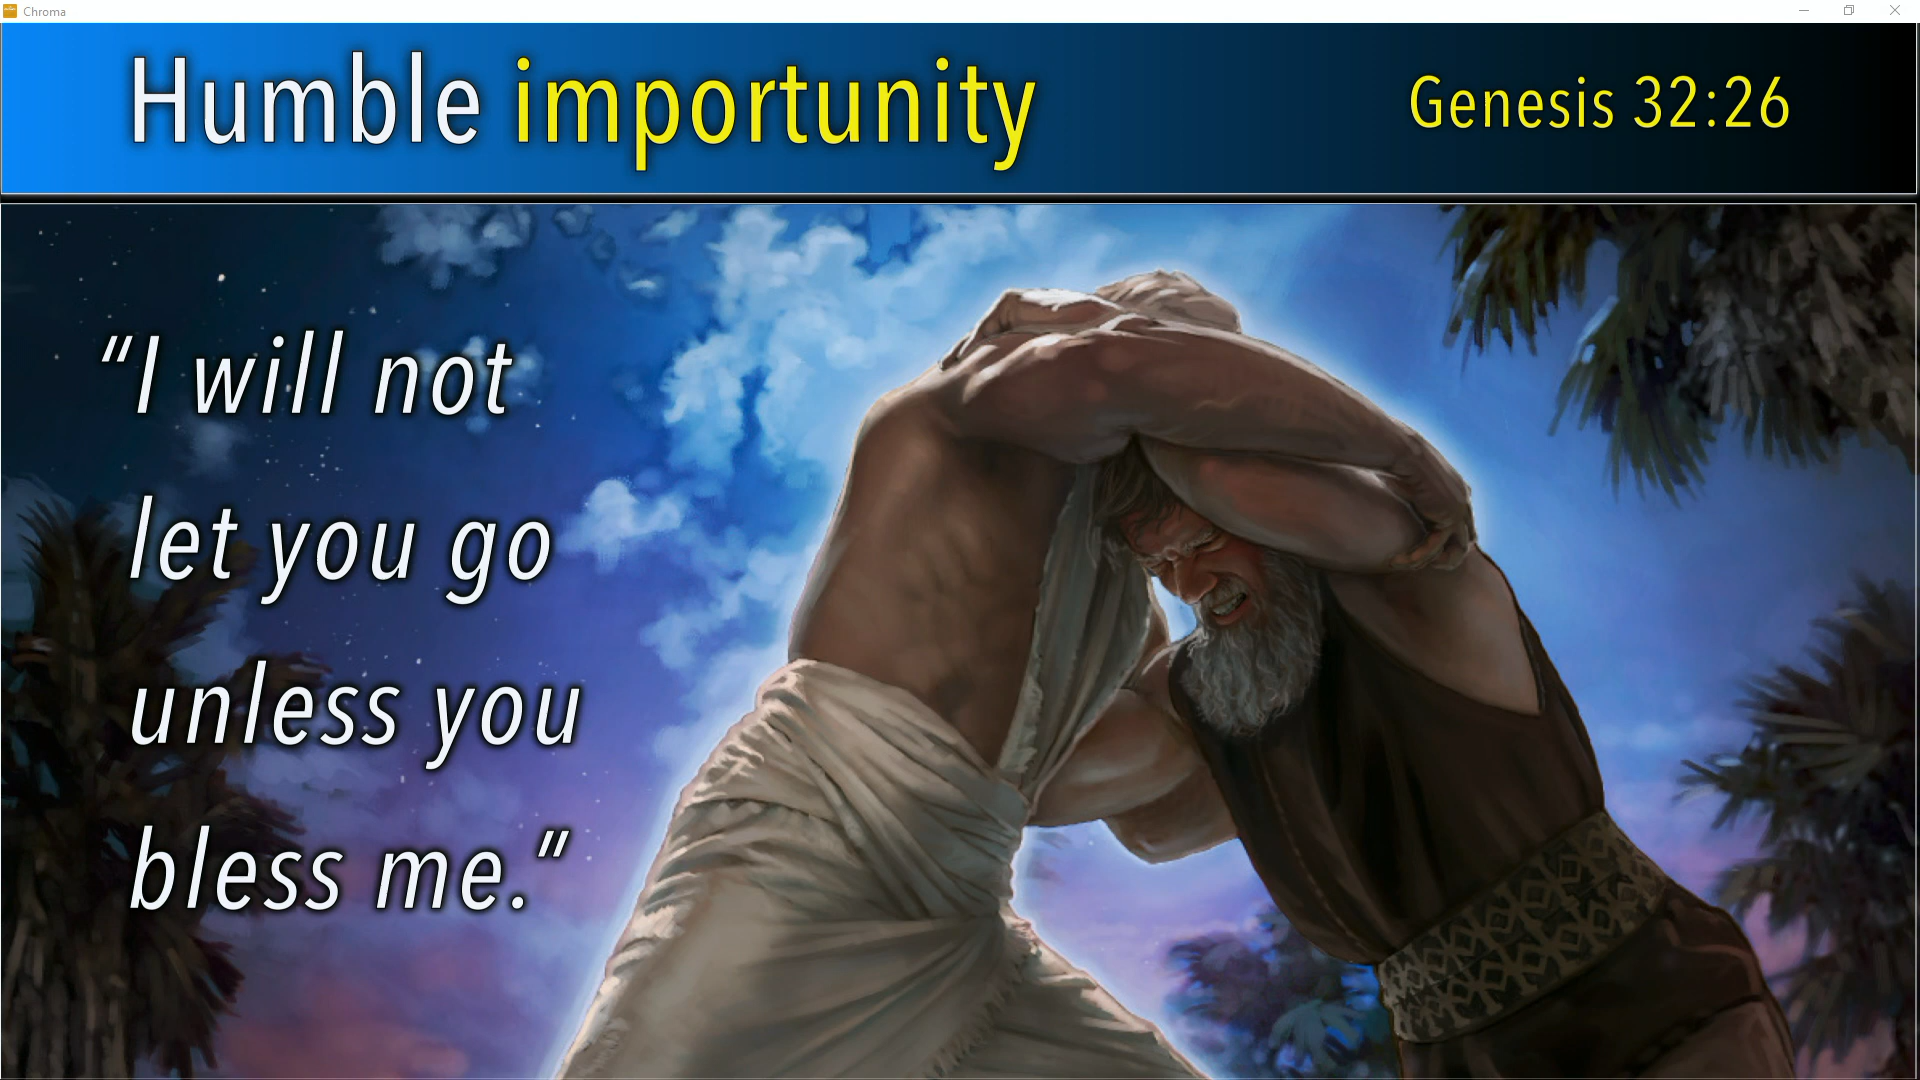 Chroma
Humble importunity
Genesis 32:26
“I will not
let you go
unless you
bless me.”